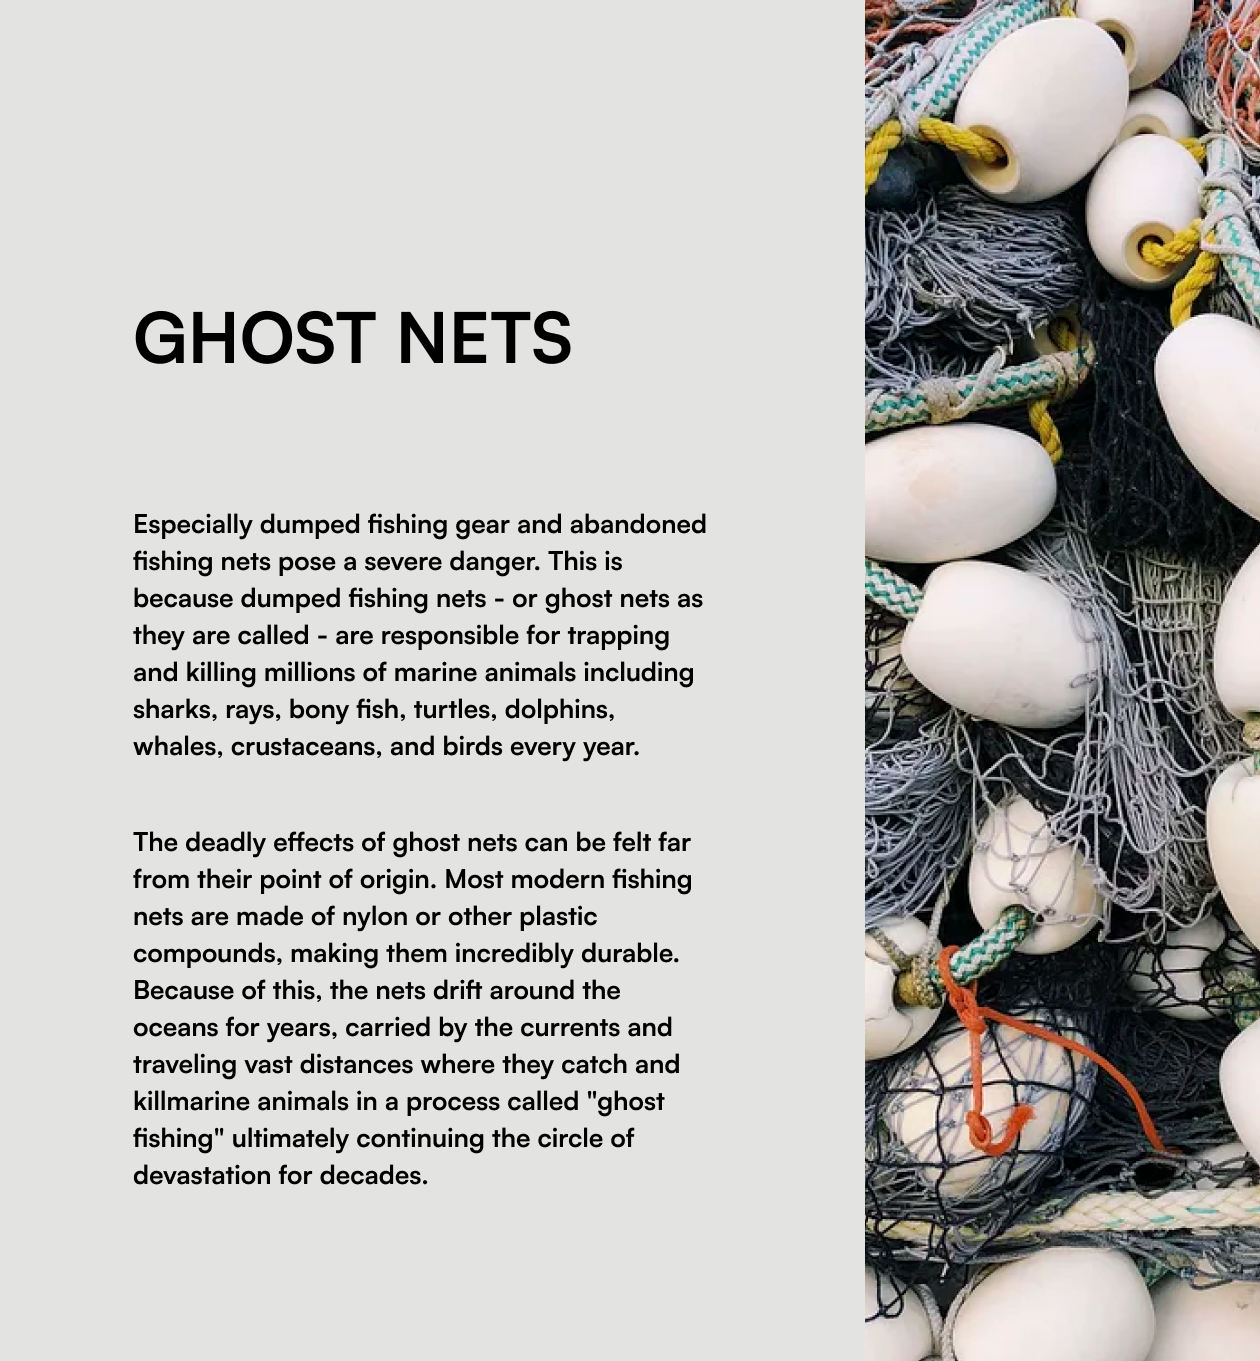 GHOST NETS
Especially dumped fishing gear and abandoned
fishing nets pose a severe danger. This is
because dumped fishing nets - or ghost nets as
they are called - are responsible for trapping
and killing millions of marine animals including
sharks, rays, bony fish, turtles, dolphins,
whales, crustaceans, and birds every year.
The deadly effects of ghost nets can be felt far
from their point of origin. Most modern fishing
nets are made of nylon or other plastic
compounds, making them incredibly durable.
Because of this, the nets drift around the
oceans for years, carried by the currents and
traveling vast distances where they catch and
killmarine animals in a process called "ghost
fishing" ultimately continuing the circle of
devastation for decades.